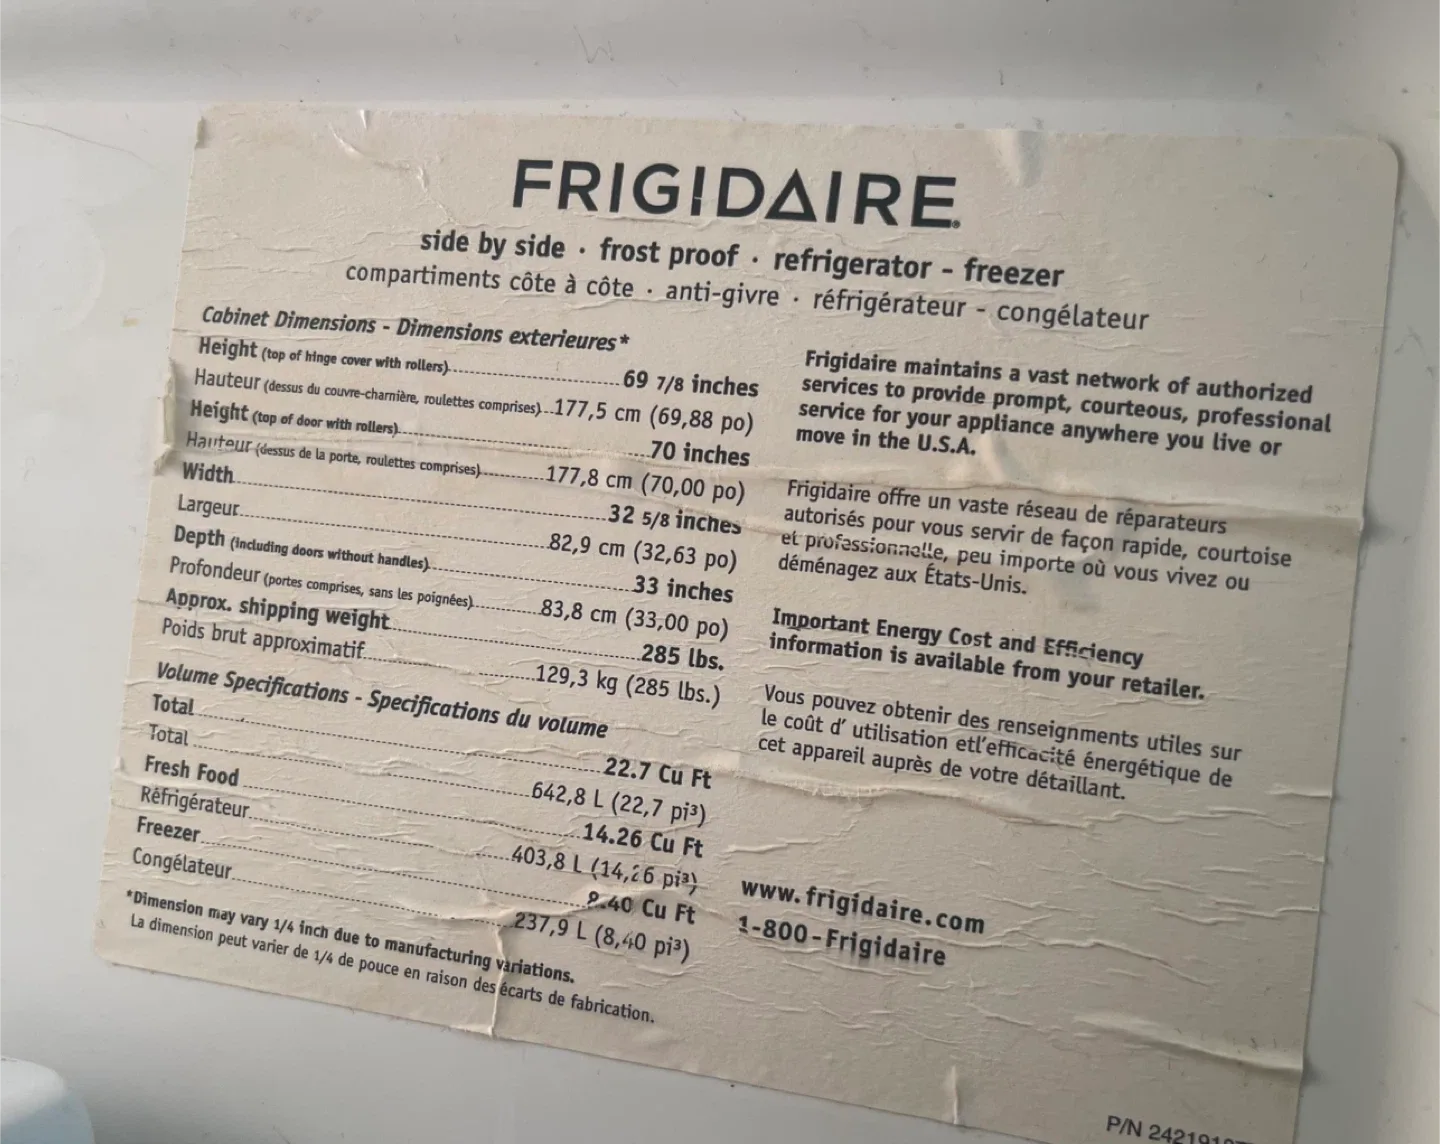 FRIGIDAIRE®
side by side · frost proof · refrigerator - freezer
compartiments côte à côte · anti-givre · réfrigérateur - congélateur
Cabinet Dimensions - Dimensions exterieures*
Height (top of hinge cover with rollers) 69 7/8 inches
Hauteur (dessus du couvre-charnière, roulettes comprises) 177,5 cm (69,88 po)
Height (top of door with rollers) 70 inches
Hauteur (dessus de la porte, roulettes comprises) 177,8 cm (70,00 po)
Width 32 5/8 inches
Largeur 82,9 cm (32,63 po)
Depth (including doors without handles) 33 inches
Profondeur (portes comprises, sans les poignées) 83,8 cm (33,00 po)
Approx. shipping weight 285 lbs.
Poids brut approximatif 129,3 kg (285 lbs.)
Volume Specifications - Specifications du volume
Total 22.7 Cu Ft
Total 642,8 L (22,7 pi³)
Fresh Food 14.26 Cu Ft
Réfrigérateur 403,8 L (14,26 pi³)
Freezer 8.40 Cu Ft
Congélateur 237,9 L (8,40 pi³)
*Dimension may vary 1/4 inch due to manufacturing variations.
La dimension peut varier de 1/4 de pouce en raison des écarts de fabrication.
Frigidaire maintains a vast network of authorized
services to provide prompt, courteous, professional
service for your appliance anywhere you live or
move in the U.S.A.
Frigidaire offre un vaste réseau de réparateurs
autorisés pour vous servir de façon rapide, courtoise
et professionnelle, peu importe où vous vivez ou
déménagez aux États-Unis.
Important Energy Cost and Efficiency
information is available from your retailer.
Vous pouvez obtenir des renseignments utiles sur
le coût d' utilisation etl'efficacité énergétique de
cet appareil auprès de votre détaillant.
www.frigidaire.com
1-800-Frigidaire
P/N